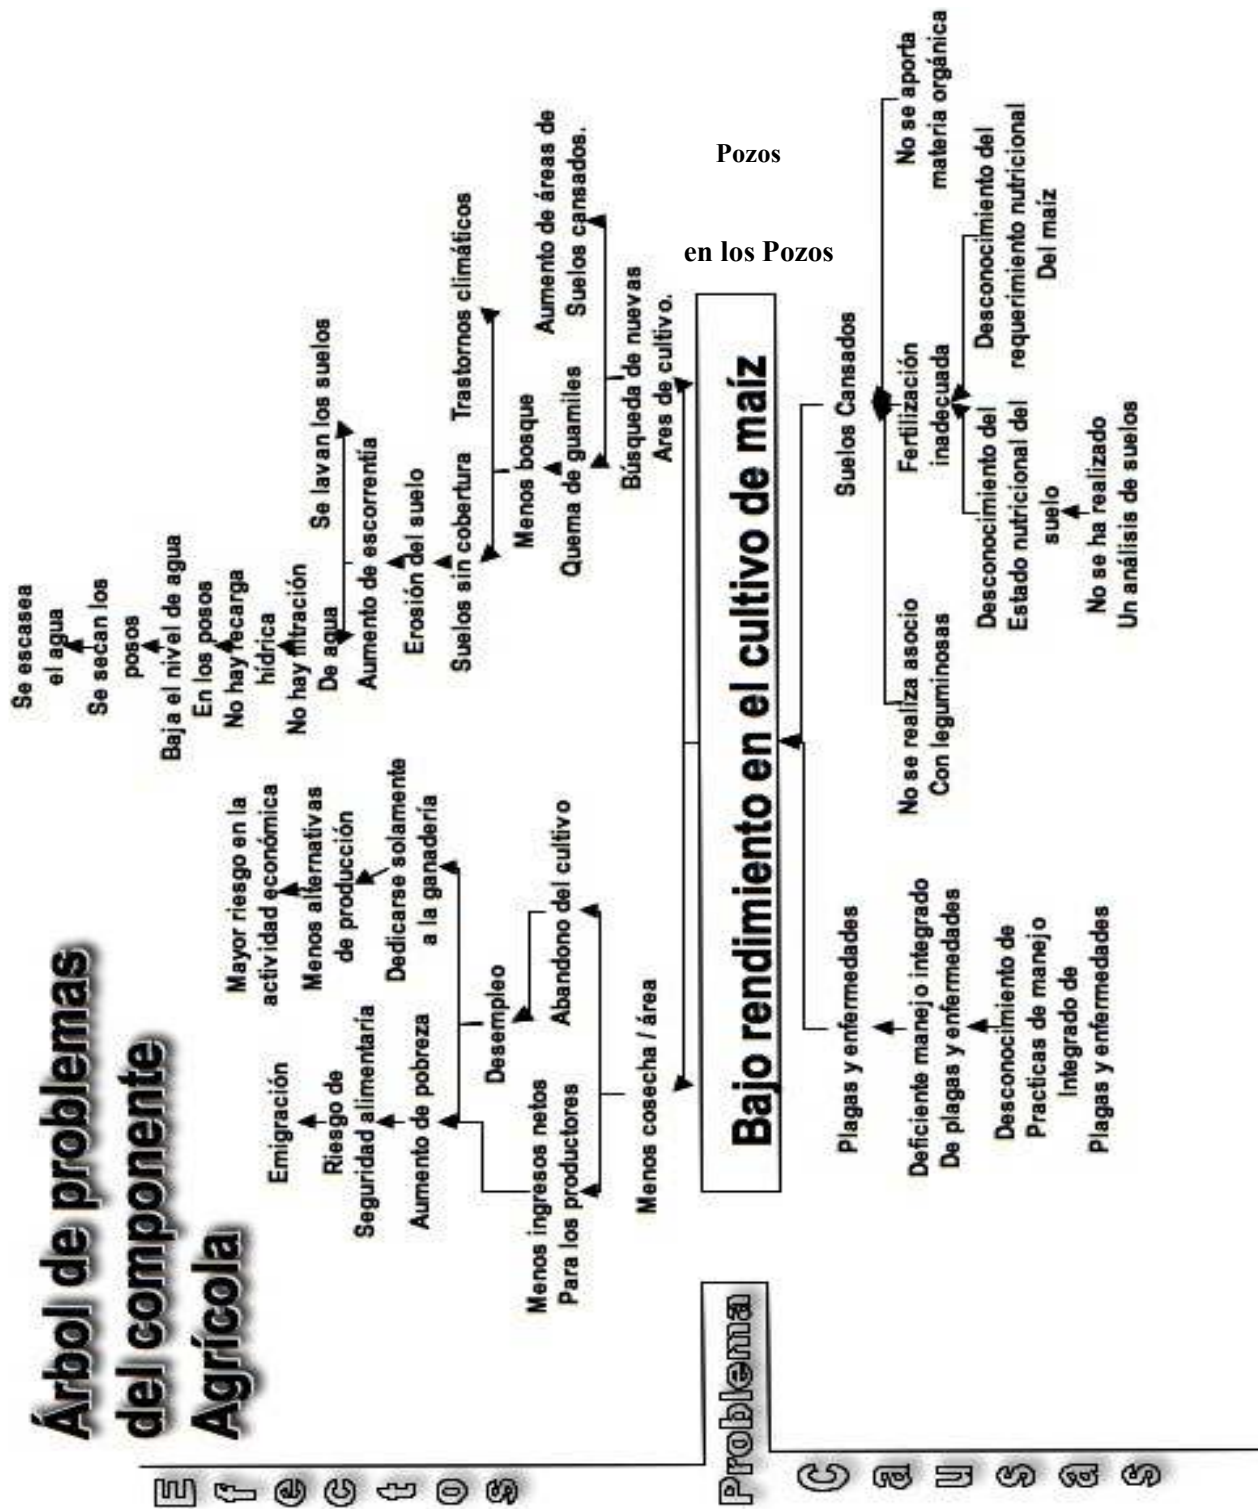 Árbol de problemas
del componente
Agrícola
Efectos
Se escasea
el agua
Se secan los
posos
Baja el nivel de agua
En los posos
No hay recarga
hídrica
No hay filtración
De agua
Se lavan los suelos
Aumento de escorrentía
Erosión del suelo
Suelos sin cobertura
Trastornos climáticos
Menos bosque
Quema de guamiles
Aumento de áreas de
Suelos cansados.
Búsqueda de nuevas
Ares de cultivo.
Mayor riesgo en la
actividad económica
Menos alternativas
de producción
Dedicarse solamente
a la ganadería
Emigración
Riesgo de
Seguridad alimentaría
Aumento de pobreza
Desempleo
Abandono del cultivo
Menos ingresos netos
Para los productores
Menos cosecha / área
Pozos
en los Pozos
Problema
Bajo rendimiento en el cultivo de maíz
Causas
Plagas y enfermedades
Deficiente manejo integrado
De plagas y enfermedades
Desconocimiento de
Practicas de manejo
Integrado de
Plagas y enfermedades
Suelos Cansados
No se realiza asocio
Con leguminosas
Fertilización
inadecuada
No se aporta
materia orgánica
Desconocimiento del
Estado nutricional del
suelo
No se ha realizado
Un análisis de suelos
Desconocimiento del
requerimiento nutricional
Del maíz